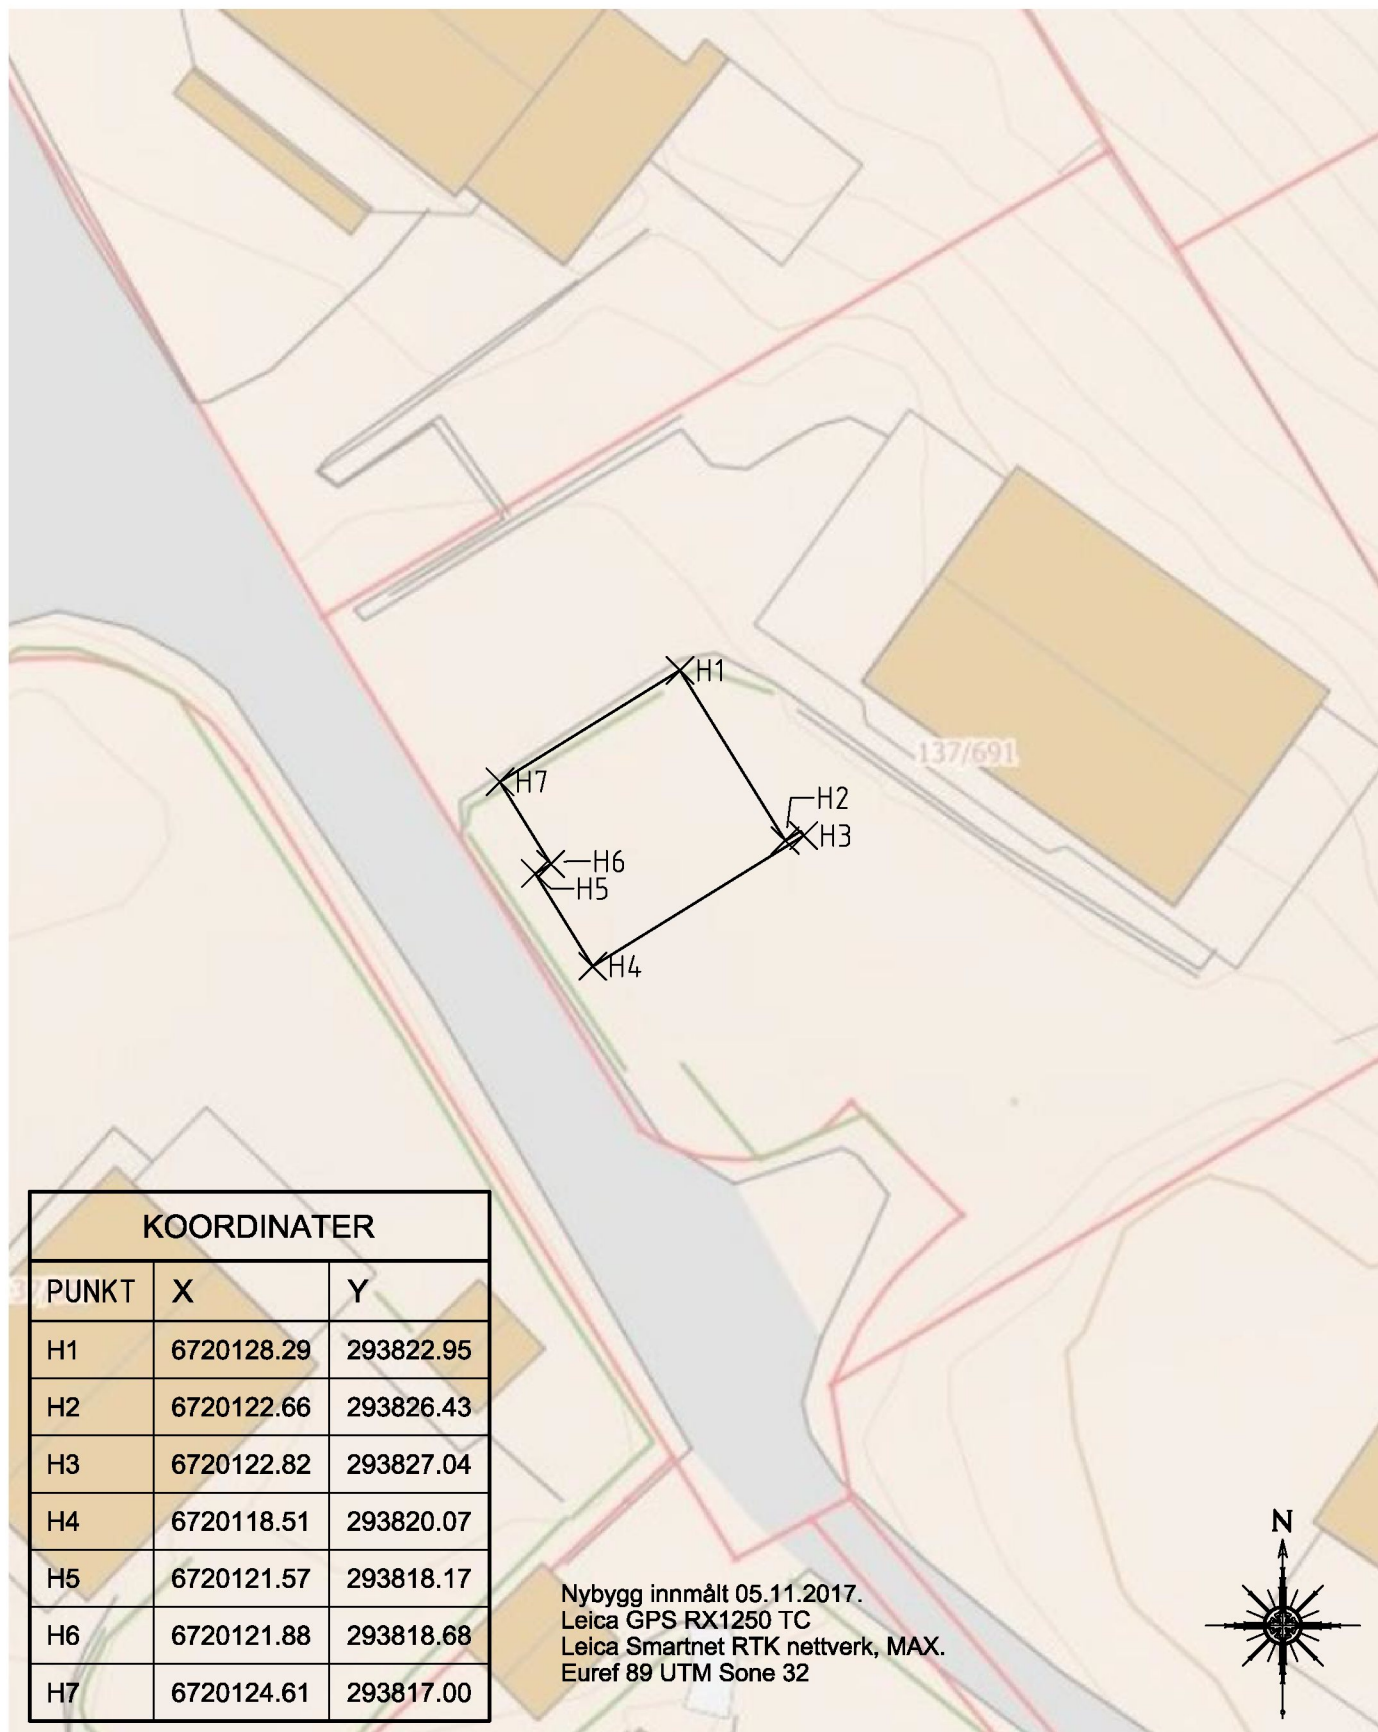 H1
137/691
H7
H2
H3
H6
H5
H4
KOORDINATER
PUNKT X Y
H1 6720128.29 293822.95
H2 6720122.66 293826.43
H3 6720122.82 293827.04
H4 6720118.51 293820.07
H5 6720121.57 293818.17
H6 6720121.88 293818.68
H7 6720124.61 293817.00
N
Nybygg innmålt 05.11.2017.
Leica GPS RX1250 TC
Leica Smartnet RTK nettverk, MAX.
Euref 89 UTM Sone 32